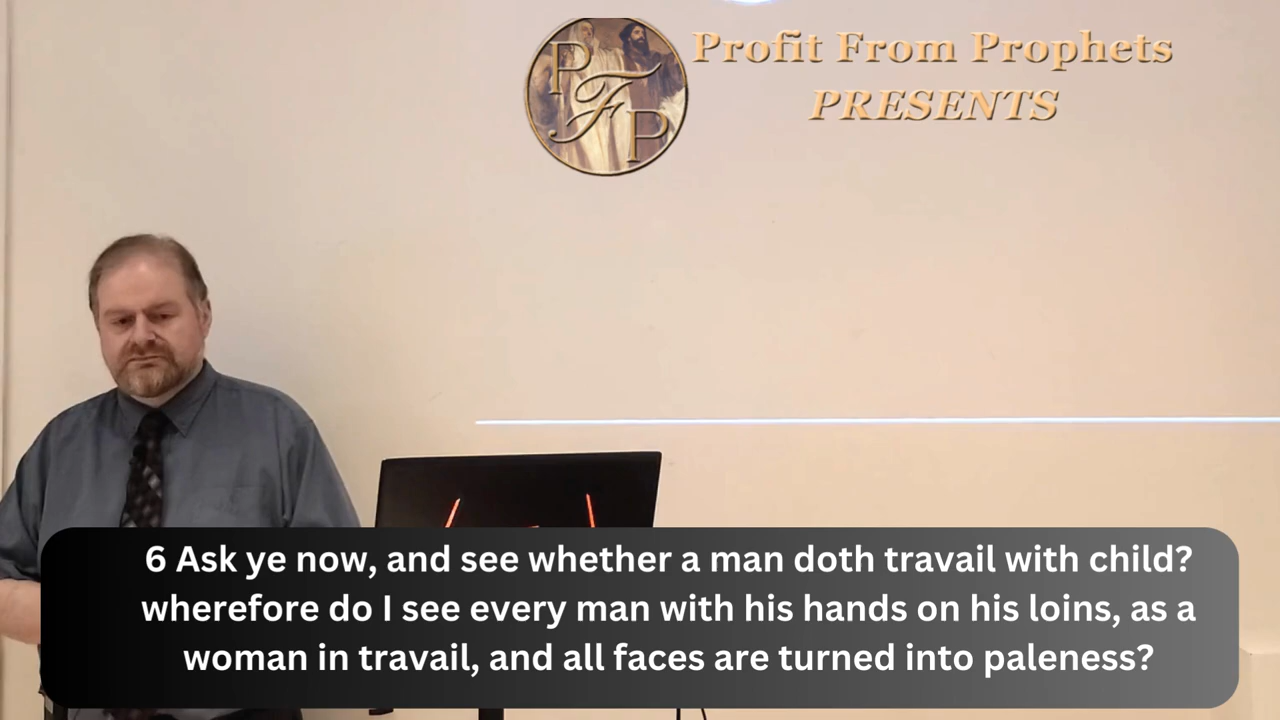 PFP
Profit From Prophets
PRESENTS
6 Ask ye now, and see whether a man doth travail with child?
wherefore do I see every man with his hands on his loins, as a
woman in travail, and all faces are turned into paleness?